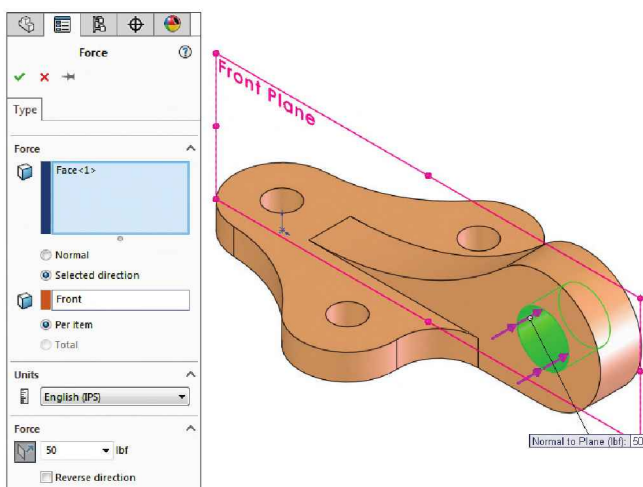 Force
Type
Force
Face<1>
Normal
Selected direction
Front
Per item
Total
Units
English (IPS)
Force
50 lbf
Reverse direction
Front Plane
Normal to Plane (lbf): 50